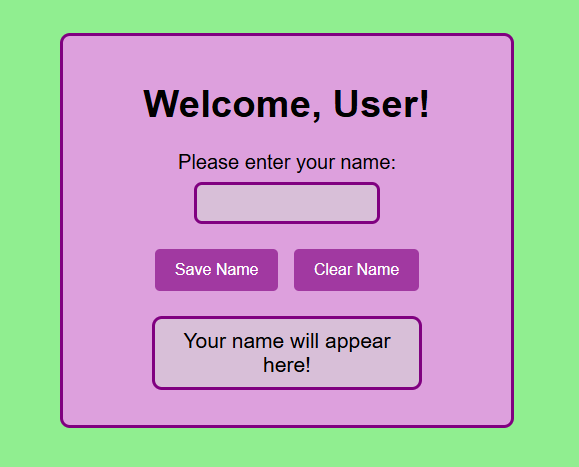 Welcome, User!
Please enter your name:
Save Name
Clear Name
Your name will appear
here!